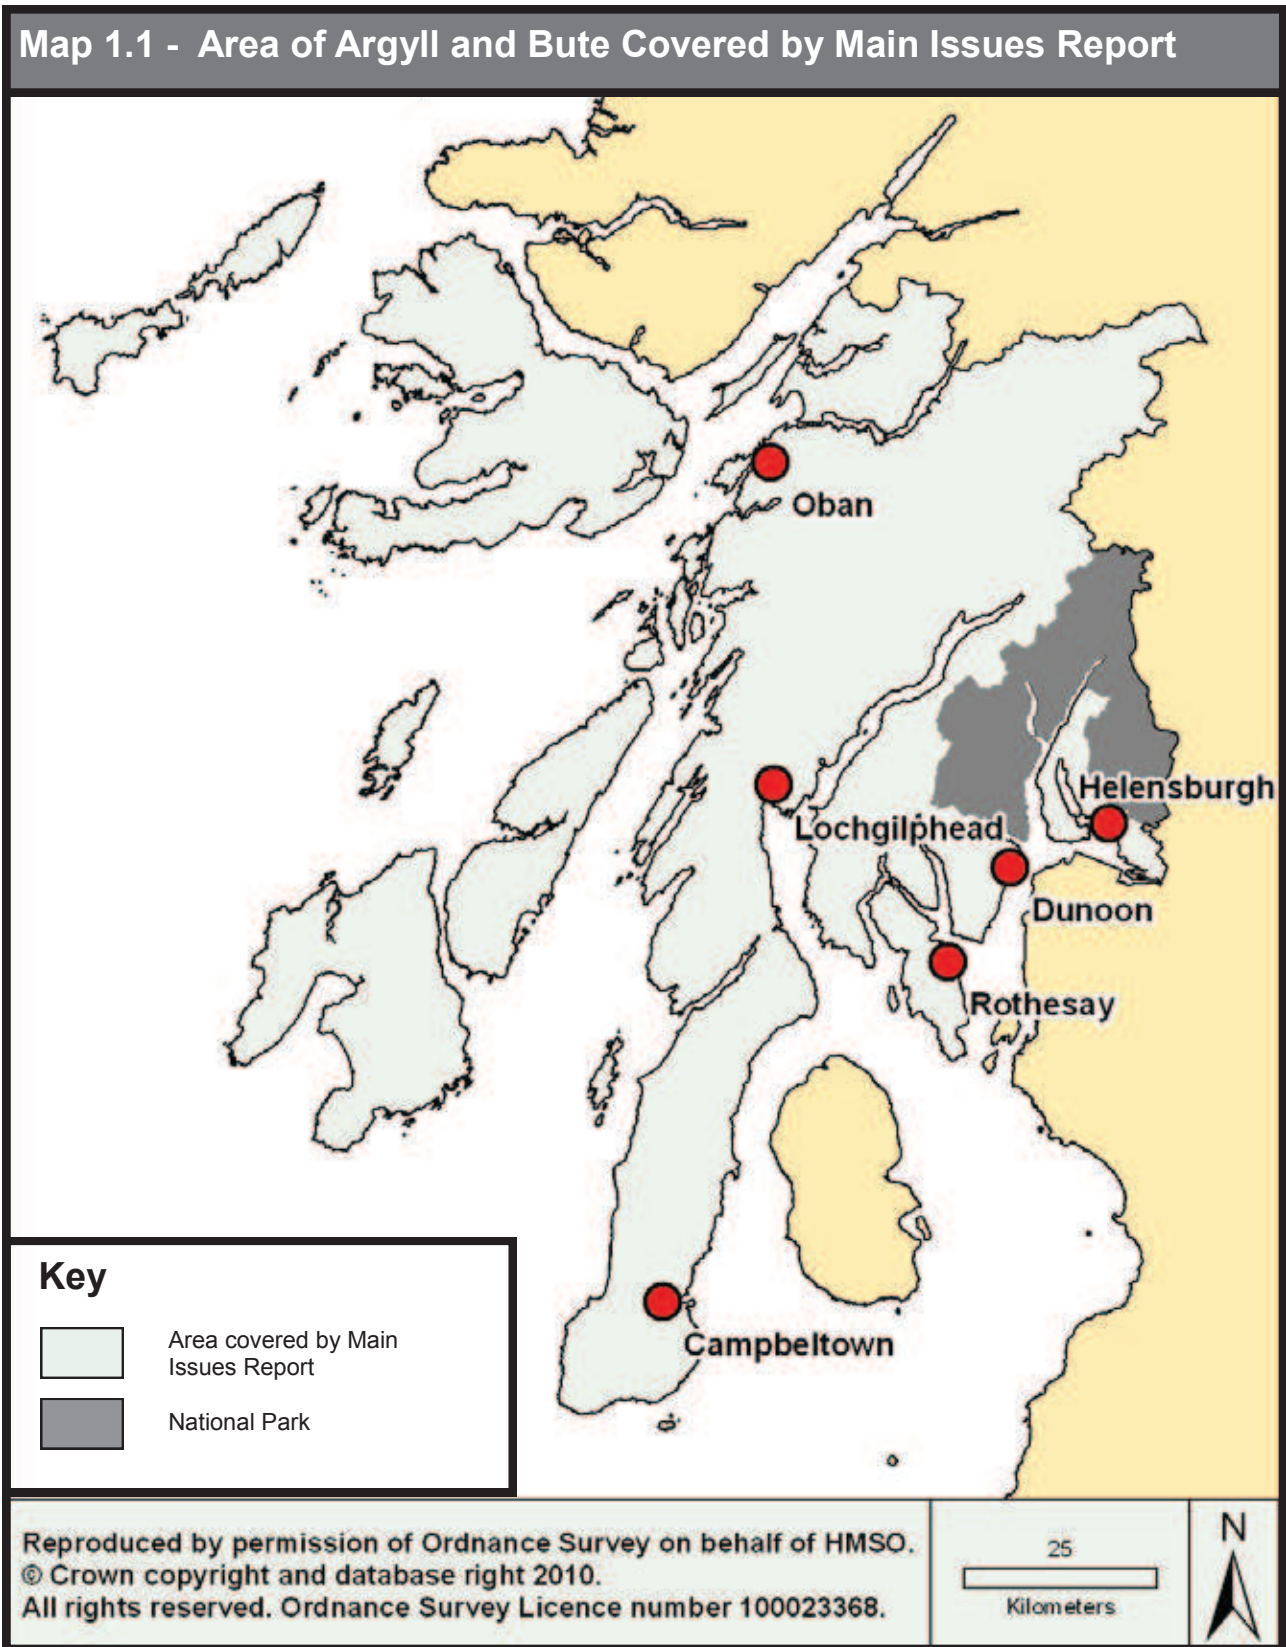 Map 1.1 - Area of Argyll and Bute Covered by Main Issues Report
Oban
Helensburgh
Lochgilphead
Dunoon
Rothesay
Campbeltown
Key
Area covered by Main
Issues Report
National Park
Reproduced by permission of Ordnance Survey on behalf of HMSO.
© Crown copyright and database right 2010.
All rights reserved. Ordnance Survey Licence number 100023368.
25
Kilometers
N